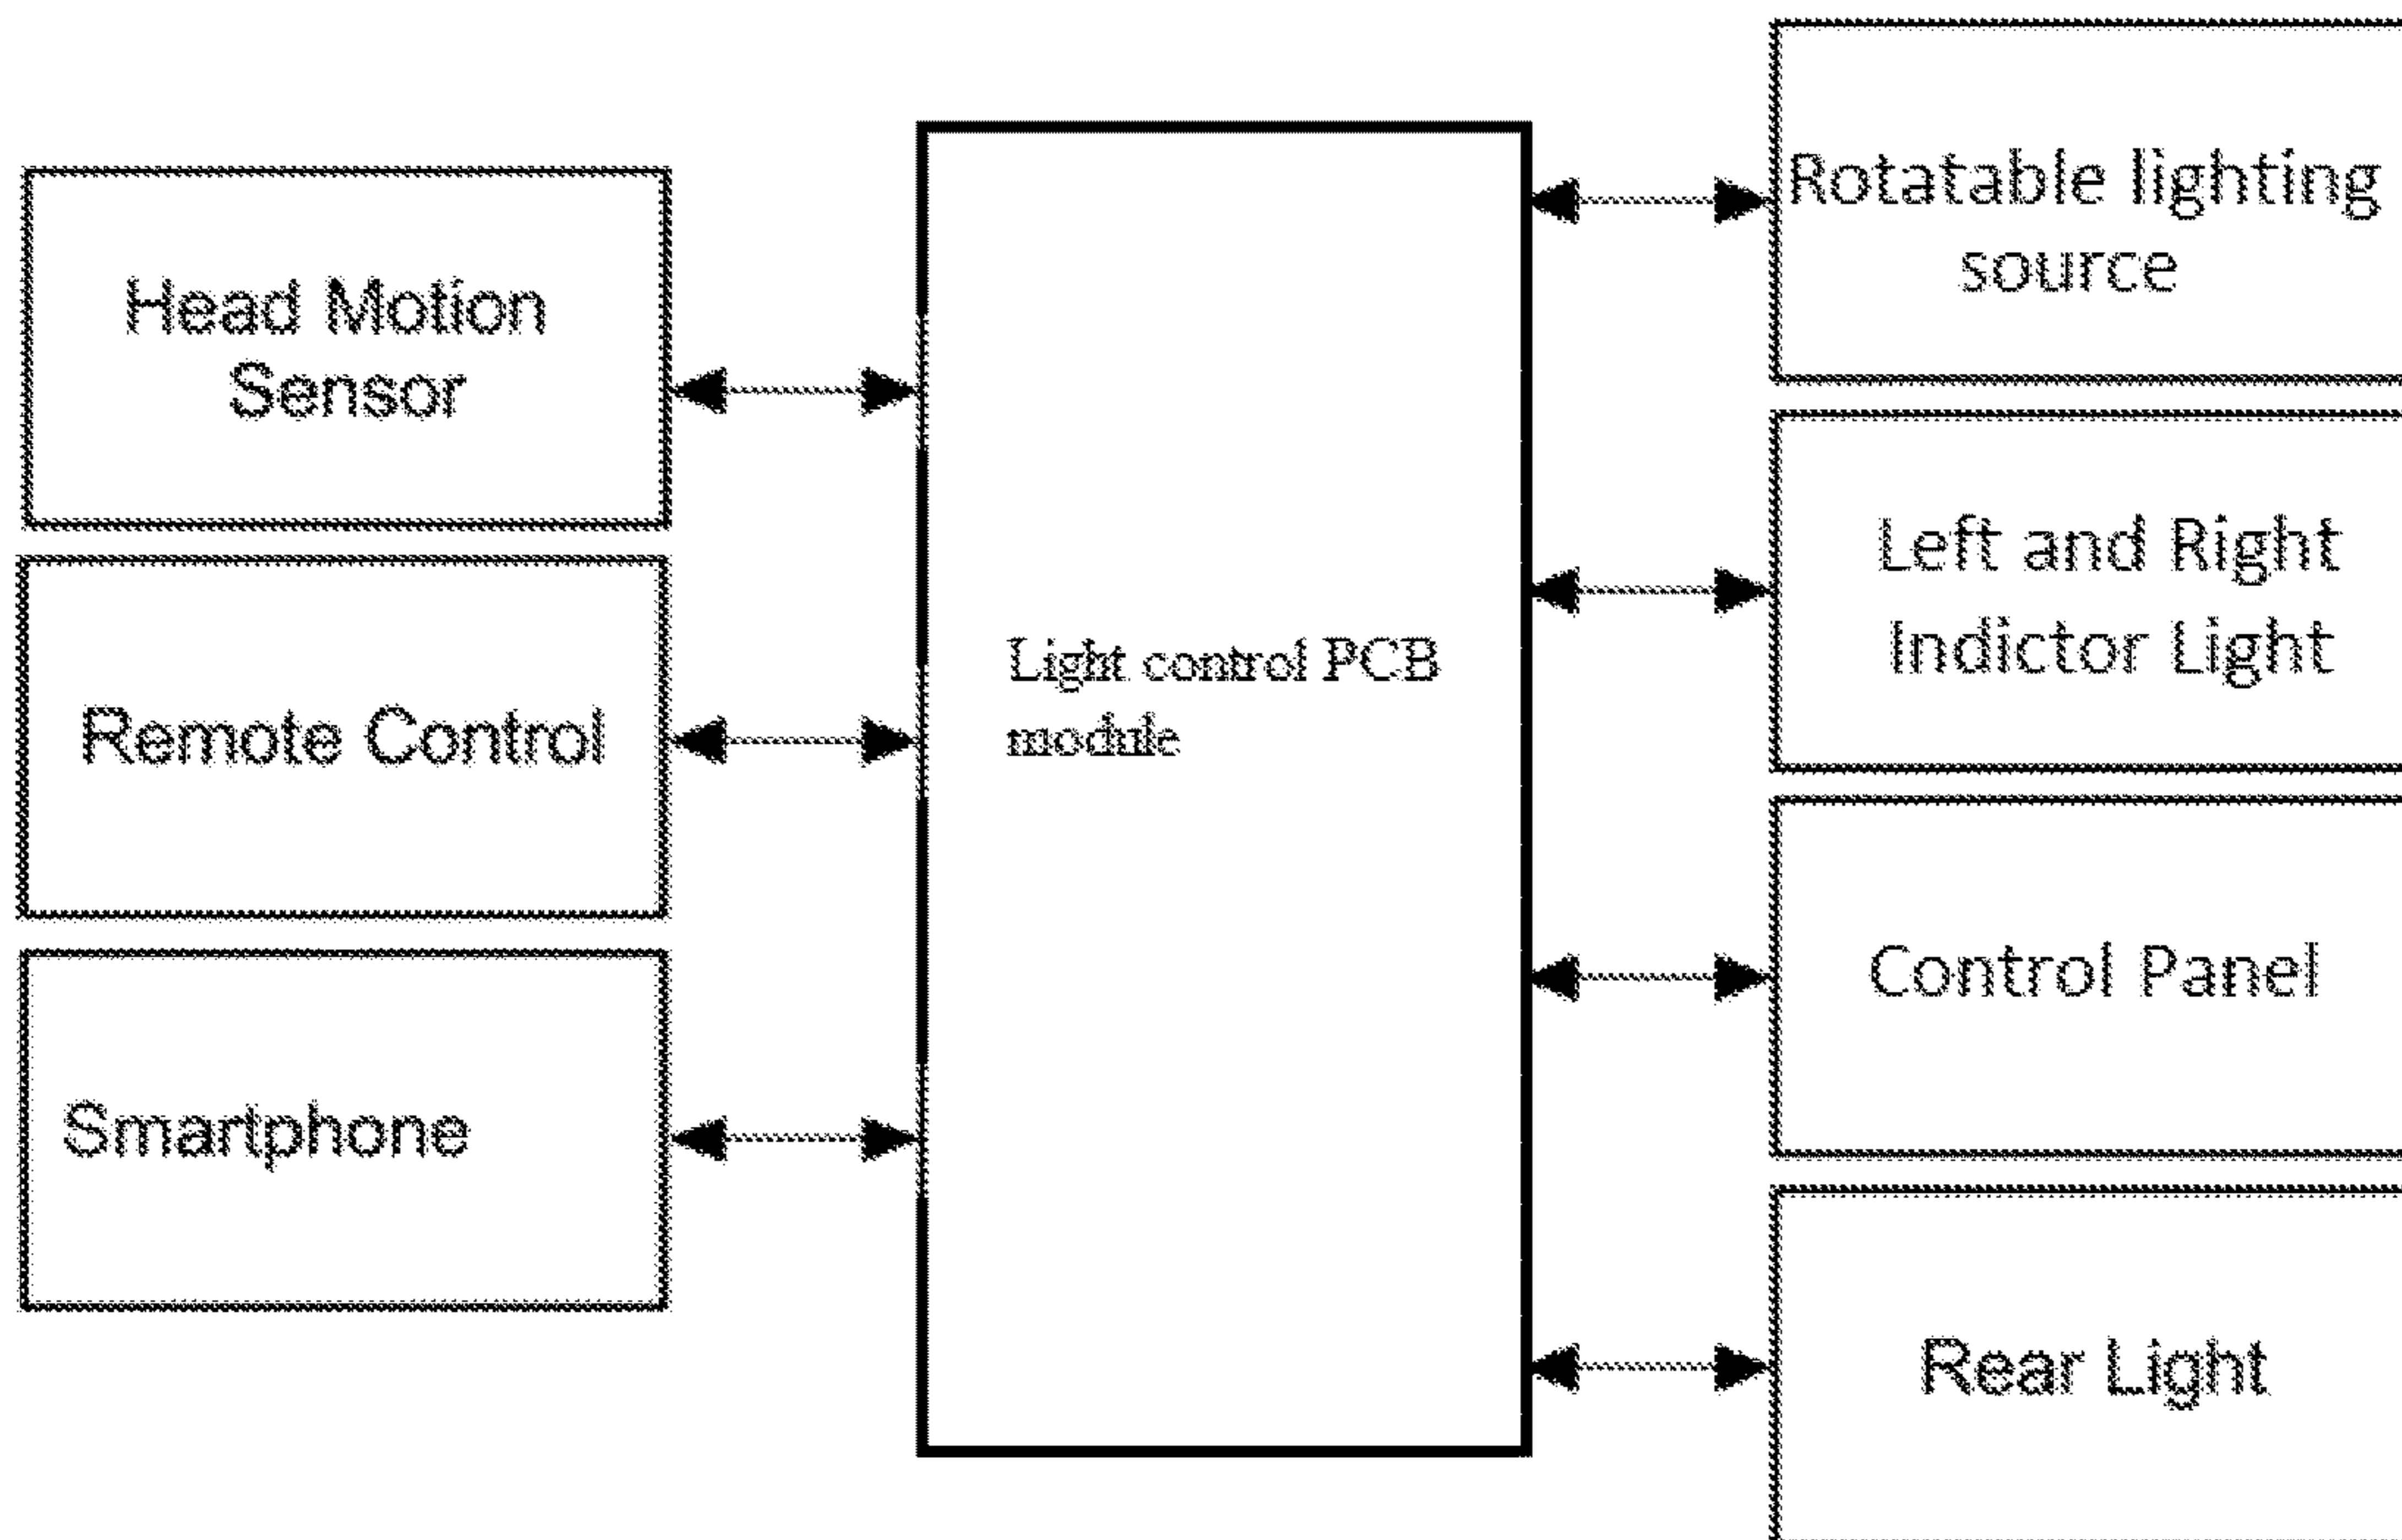 Head Motion
Sensor
Remote Control
Smartphone
Light control PCB
module
Rotatable lighting
source
Left and Right
Indictor Light
Control Panel
Rear Light